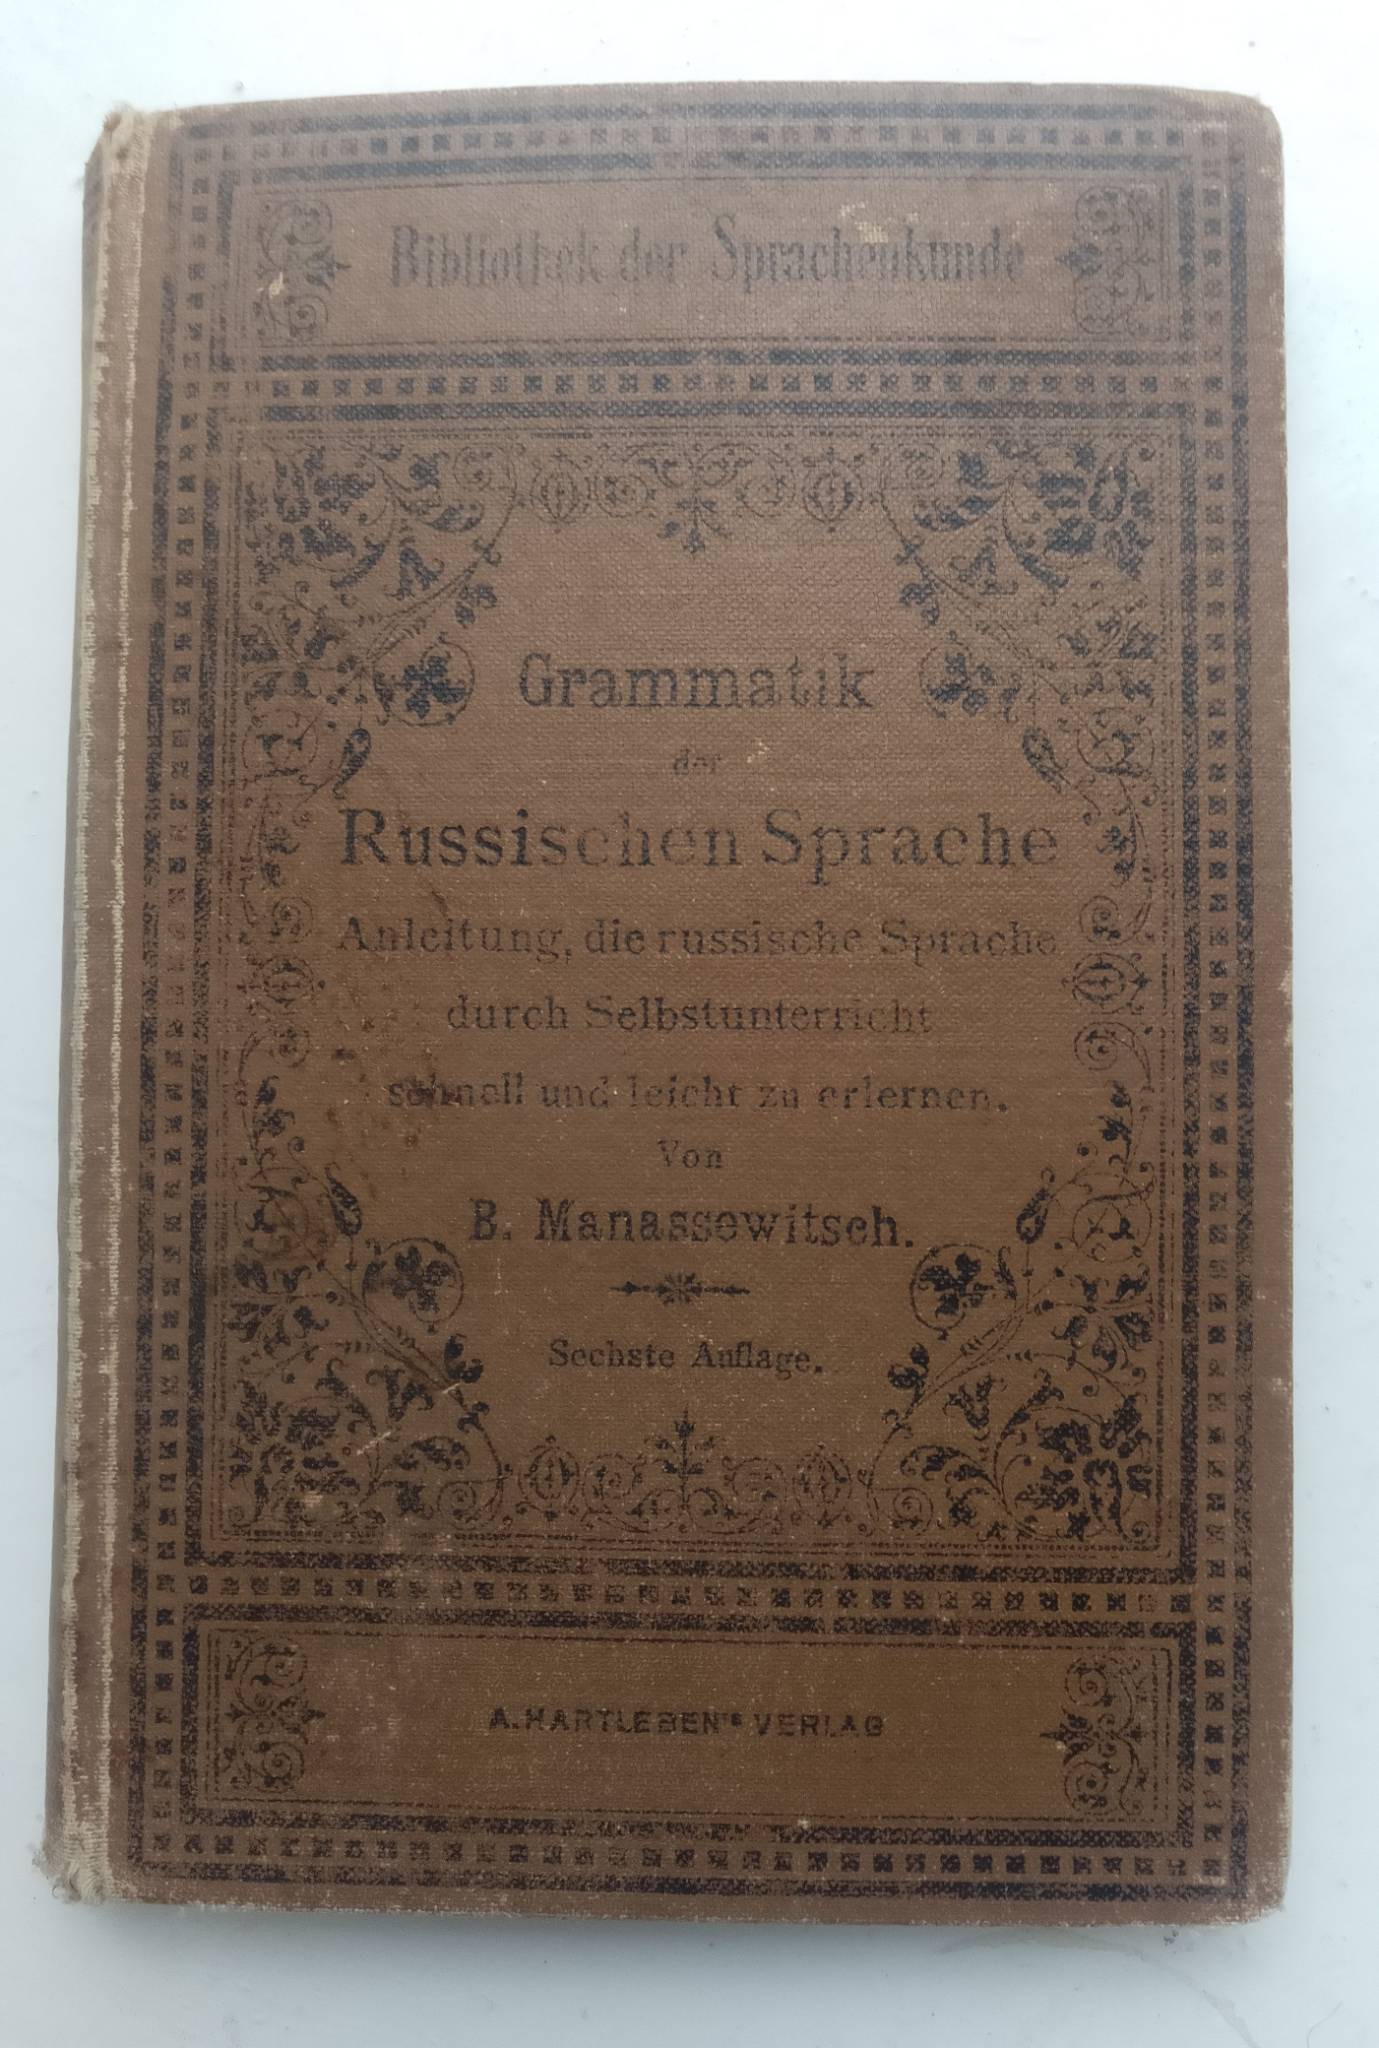 Bibliothek der Sprachenkunde
Grammatik
der
Russischen Sprache
Anleitung, die russische Sprache
durch Selbstunterricht
schnell und leicht zu erlernen.
Von
B. Manassewitsch.
Sechste Auflage.
A. HARTLEBEN'S VERLAG